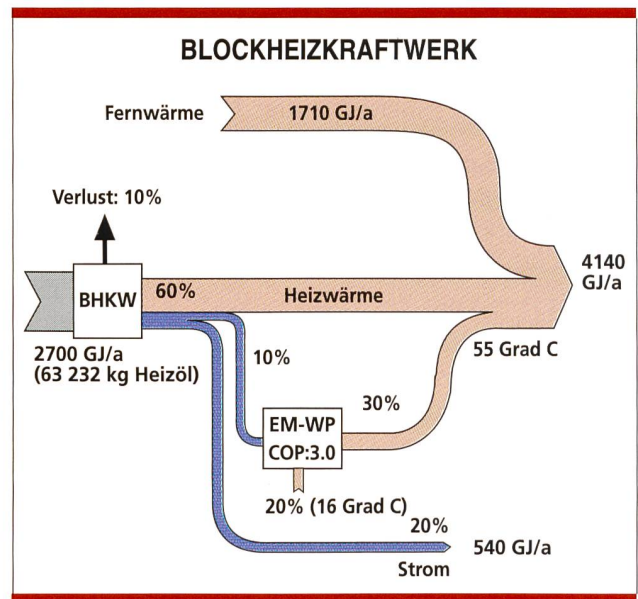 BLOCKHEIZKRAFTWERK
Fernwärme
1710 GJ/a
Verlust: 10%
4140
GJ/a
BHKW
60%
Heizwärme
2700 GJ/a
(63 232 kg Heizöl)
10%
55 Grad C
30%
EM-WP
COP:3.0
20% (16 Grad C)
20%
540 GJ/a
Strom